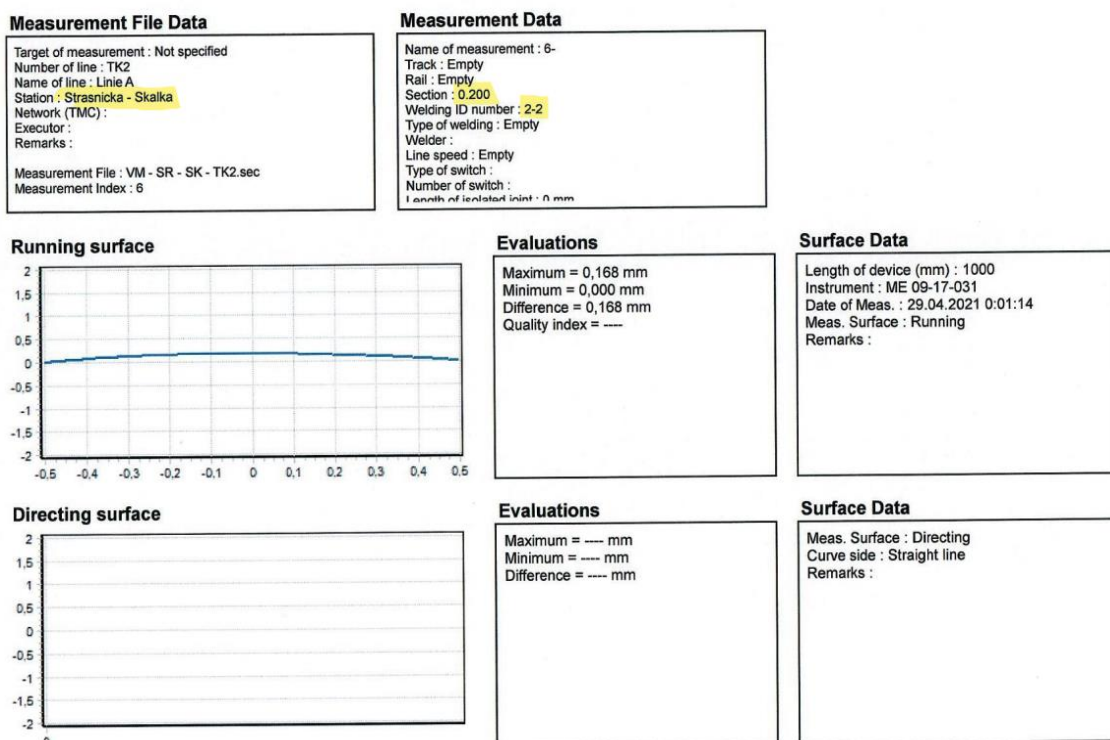 Measurement File Data
Target of measurement : Not specified
Number of line : TK2
Name of line : Linie A
Station : Strasnicka - Skalka
Network (TMC) :
Executor :
Remarks :
Measurement File : VM - SR - SK - TK2.sec
Measurement Index : 6
Measurement Data
Name of measurement : 6-
Track : Empty
Rail : Empty
Section : 0.200
Welding ID number : 2-2
Type of welding : Empty
Welder :
Line speed : Empty
Type of switch :
Number of switch :
Length of isolated joint : 0 mm
Running surface
2
1,5
1
0,5
0
-0,5
-1
-1,5
-2
-0,5 -0,4 -0,3 -0,2 -0,1 0 0,1 0,2 0,3 0,4 0,5
Evaluations
Maximum = 0,168 mm
Minimum = 0,000 mm
Difference = 0,168 mm
Quality index = ----
Surface Data
Length of device (mm) : 1000
Instrument : ME 09-17-031
Date of Meas. : 29.04.2021 0:01:14
Meas. Surface : Running
Remarks :
Directing surface
2
1,5
1
0,5
0
-0,5
-1
-1,5
-2
0
Evaluations
Maximum = ---- mm
Minimum = ---- mm
Difference = ---- mm
Surface Data
Meas. Surface : Directing
Curve side : Straight line
Remarks :